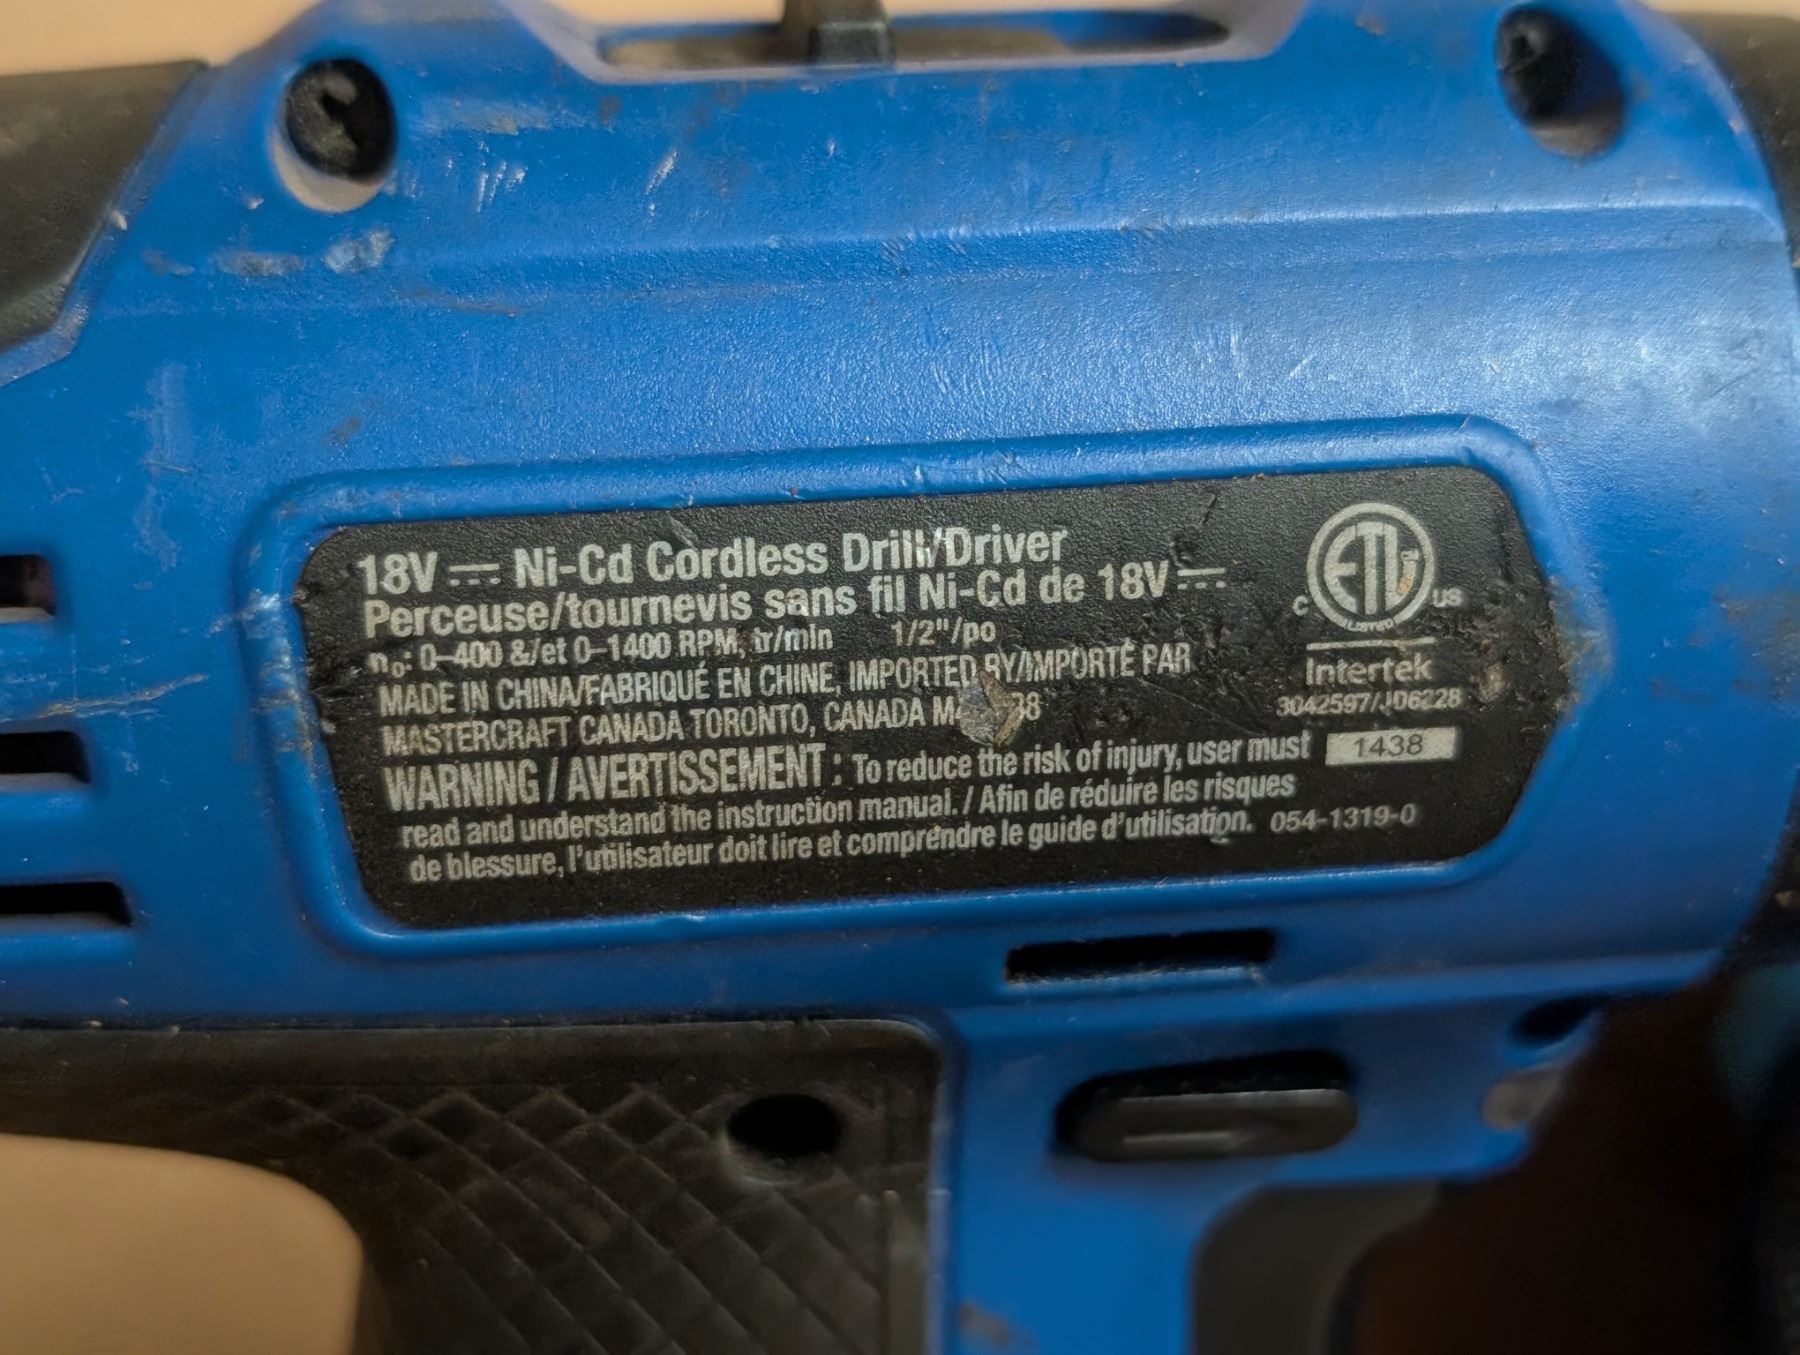 18V Ni-Cd Cordless Drill/Driver
Perceuse/tournevis sans fil Ni-Cd de 18V
n₀: 0–400 &/et 0–1400 RPM, tr/min 1/2"/po
MADE IN CHINA/FABRIQUÉ EN CHINE, IMPORTED BY/IMPORTÉ PAR
MASTERCRAFT CANADA TORONTO, CANADA
WARNING / AVERTISSEMENT : To reduce the risk of injury, user must
read and understand the instruction manual. / Afin de réduire les risques
de blessure, l'utilisateur doit lire et comprendre le guide d'utilisation. 054-1319-0
ETL
C US
LISTED
Intertek
3042597/JD6228
1438